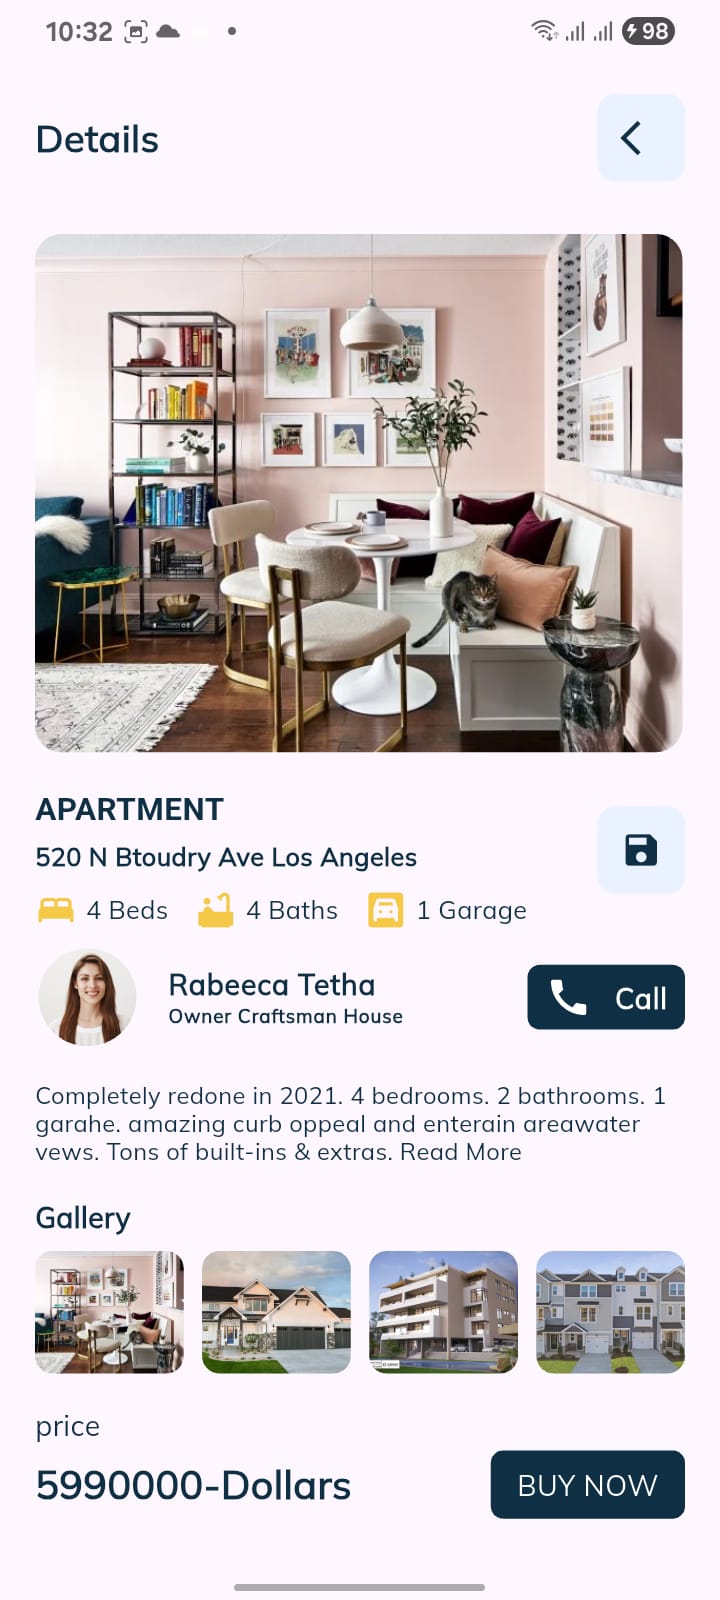 10:32
98
Details
APARTMENT
520 N Btoudry Ave Los Angeles
4 Beds 4 Baths 1 Garage
Rabeeca Tetha
Owner Craftsman House
Call
Completely redone in 2021. 4 bedrooms. 2 bathrooms. 1
garahe. amazing curb oppeal and enterain areawater
vews. Tons of built-ins & extras. Read More
Gallery
price
5990000-Dollars
BUY NOW